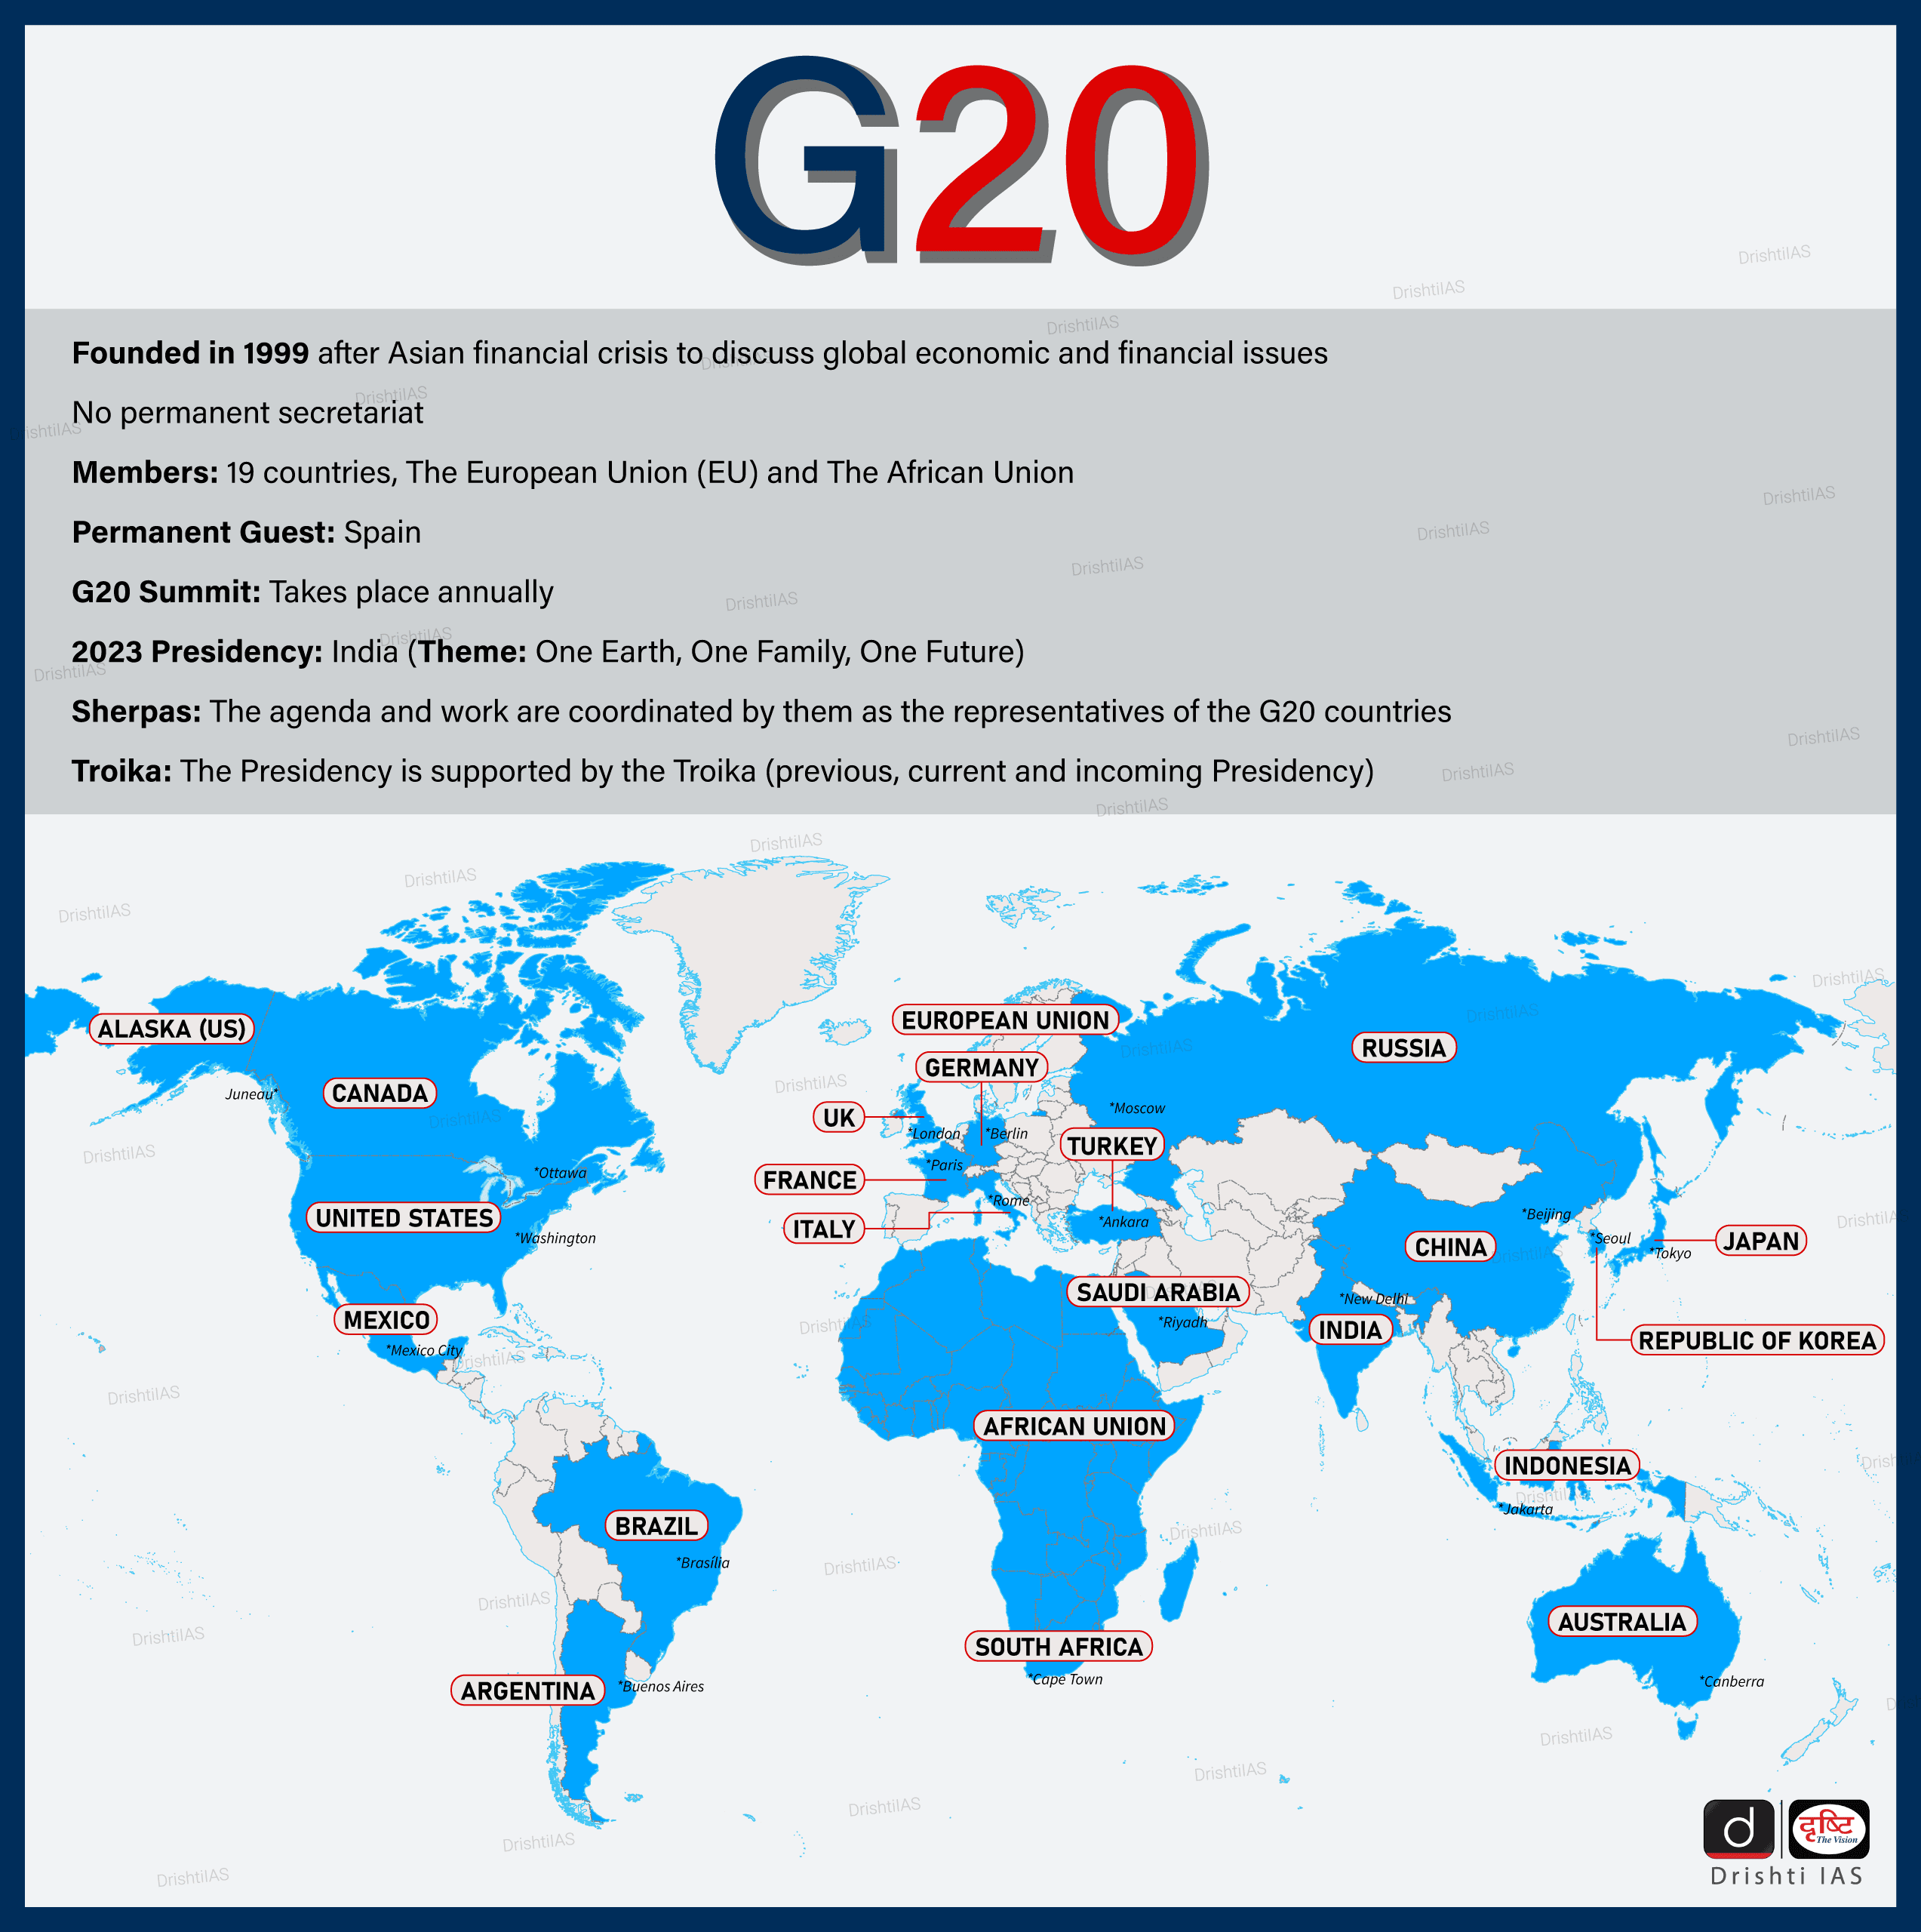 G20
Founded in 1999 after Asian financial crisis to discuss global economic and financial issues
No permanent secretariat
Members: 19 countries, The European Union (EU) and The African Union
Permanent Guest: Spain
G20 Summit: Takes place annually
2023 Presidency: India (Theme: One Earth, One Family, One Future)
Sherpas: The agenda and work are coordinated by them as the representatives of the G20 countries
Troika: The Presidency is supported by the Troika (previous, current and incoming Presidency)
ALASKA (US)
Juneau*
CANADA
*Ottawa
UNITED STATES
*Washington
MEXICO
*Mexico City
BRAZIL
*Brasília
ARGENTINA
*Buenos Aires
EUROPEAN UNION
GERMANY
UK
*London
*Berlin
*Paris
FRANCE
*Rome
ITALY
*Moscow
TURKEY
*Ankara
RUSSIA
SAUDI ARABIA
*Riyadh
AFRICAN UNION
SOUTH AFRICA
*Cape Town
*Beijing
CHINA
*Seoul
*Tokyo
JAPAN
*New Delhi
INDIA
REPUBLIC OF KOREA
INDONESIA
*Jakarta
AUSTRALIA
*Canberra
DrishtiIAS
d
दृष्टि
The Vision
Drishti IAS